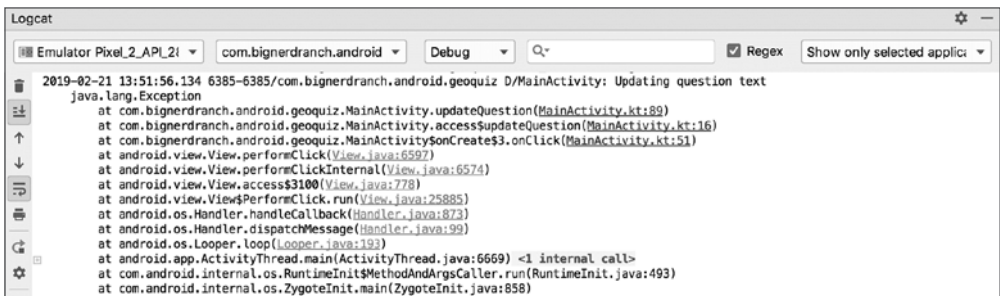 Logcat
Emulator Pixel_2_API_28 com.bignerdranch.android Debug Regex Show only selected applica
2019-02-21 13:51:56.134 6385-6385/com.bignerdranch.android.geoquiz D/MainActivity: Updating question text
java.lang.Exception
at com.bignerdranch.android.geoquiz.MainActivity.updateQuestion(MainActivity.kt:89)
at com.bignerdranch.android.geoquiz.MainActivity.access$updateQuestion(MainActivity.kt:16)
at com.bignerdranch.android.geoquiz.MainActivity$onCreate$3.onClick(MainActivity.kt:51)
at android.view.View.performClick(View.java:6597)
at android.view.View.performClickInternal(View.java:6574)
at android.view.View.access$3100(View.java:778)
at android.view.View$PerformClick.run(View.java:25885)
at android.os.Handler.handleCallback(Handler.java:873)
at android.os.Handler.dispatchMessage(Handler.java:99)
at android.os.Looper.loop(Looper.java:193)
at android.app.ActivityThread.main(ActivityThread.java:6669) <1 internal call>
at com.android.internal.os.RuntimeInit$MethodAndArgsCaller.run(RuntimeInit.java:493)
at com.android.internal.os.ZygoteInit.main(ZygoteInit.java:858)